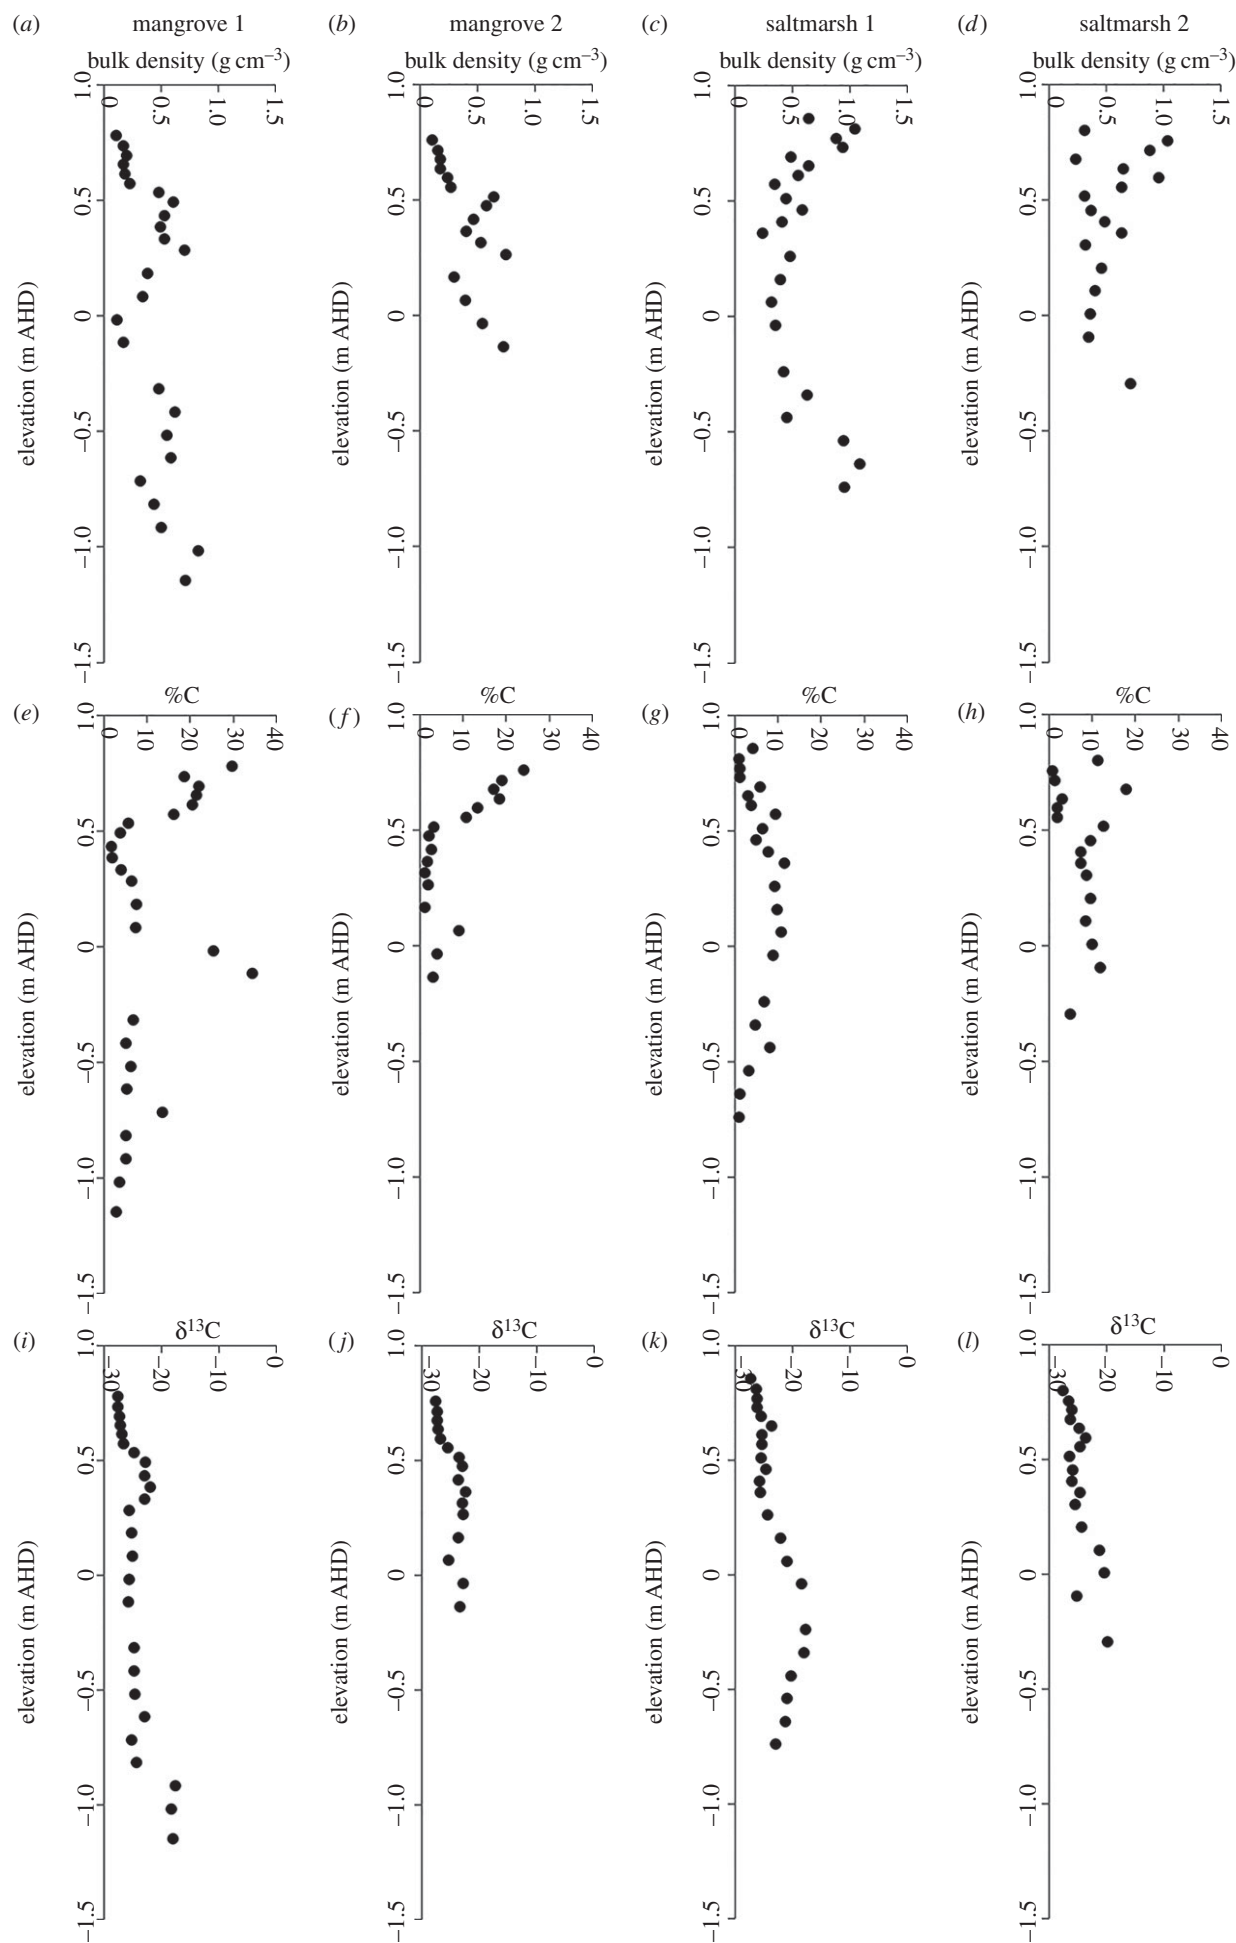 (a) mangrove 1 (b) mangrove 2 (c) saltmarsh 1 (d) saltmarsh 2
bulk density (g cm⁻³) bulk density (g cm⁻³) bulk density (g cm⁻³) bulk density (g cm⁻³)
0 0.5 1.0 1.5 0 0.5 1.0 1.5 0 0.5 1.0 1.5 0 0.5 1.0 1.5
1.0 1.0 1.0 1.0
0.5 0.5 0.5 0.5
0 0 0 0
−0.5 −0.5 −0.5 −0.5
−1.0 −1.0 −1.0 −1.0
−1.5 −1.5 −1.5 −1.5
elevation (m AHD) elevation (m AHD) elevation (m AHD) elevation (m AHD)
(e) %C (f) %C (g) %C (h) %C
0 10 20 30 40 0 10 20 30 40 0 10 20 30 40 0 10 20 30 40
1.0 1.0 1.0 1.0
0.5 0.5 0.5 0.5
0 0 0 0
−0.5 −0.5 −0.5 −0.5
−1.0 −1.0 −1.0 −1.0
−1.5 −1.5 −1.5 −1.5
elevation (m AHD) elevation (m AHD) elevation (m AHD) elevation (m AHD)
(i) δ¹³C (j) δ¹³C (k) δ¹³C (l) δ¹³C
−30 −20 −10 0 −30 −20 −10 0 −30 −20 −10 0 −30 −20 −10 0
1.0 1.0 1.0 1.0
0.5 0.5 0.5 0.5
0 0 0 0
−0.5 −0.5 −0.5 −0.5
−1.0 −1.0 −1.0 −1.0
−1.5 −1.5 −1.5 −1.5
elevation (m AHD) elevation (m AHD) elevation (m AHD) elevation (m AHD)